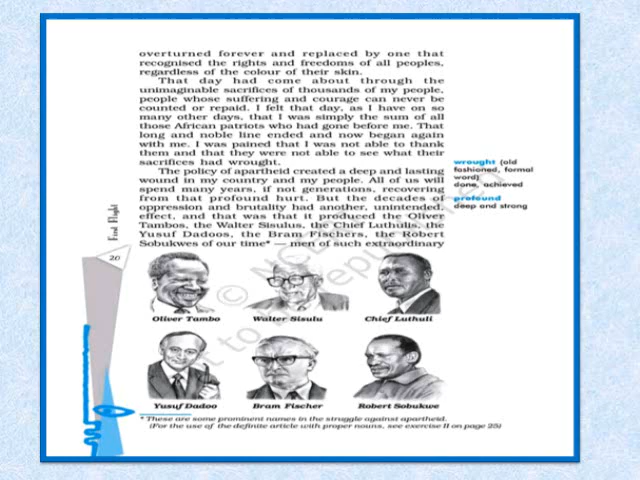 overturned forever and replaced by one that
recognised the rights and freedoms of all peoples,
regardless of the colour of their skin.
That day had come about through the
unimaginable sacrifices of thousands of my people,
people whose suffering and courage can never be
counted or repaid. I felt that day, as I have on so
many other days, that I was simply the sum of all
those African patriots who had gone before me. That
long and noble line ended and now began again
with me. I was pained that I was not able to thank
them and that they were not able to see what their
sacrifices had wrought.
The policy of apartheid created a deep and lasting
wound in my country and my people. All of us will
spend many years, if not generations, recovering
from that profound hurt. But the decades of
oppression and brutality had another, unintended,
effect, and that was that it produced the Oliver
Tambos, the Walter Sisulus, the Chief Luthulis, the
Yusuf Dadoos, the Bram Fischers, the Robert
Sobukwes of our time* — men of such extraordinary
wrought (old
fashioned, formal
word)
done, achieved
profound
deep and strong
First Flight
20
Oliver Tambo Walter Sisulu Chief Luthuli
Yusuf Dadoo Bram Fischer Robert Sobukwe
* These are some prominent names in the struggle against apartheid.
(For the use of the definite article with proper nouns, see exercise II on page 25)